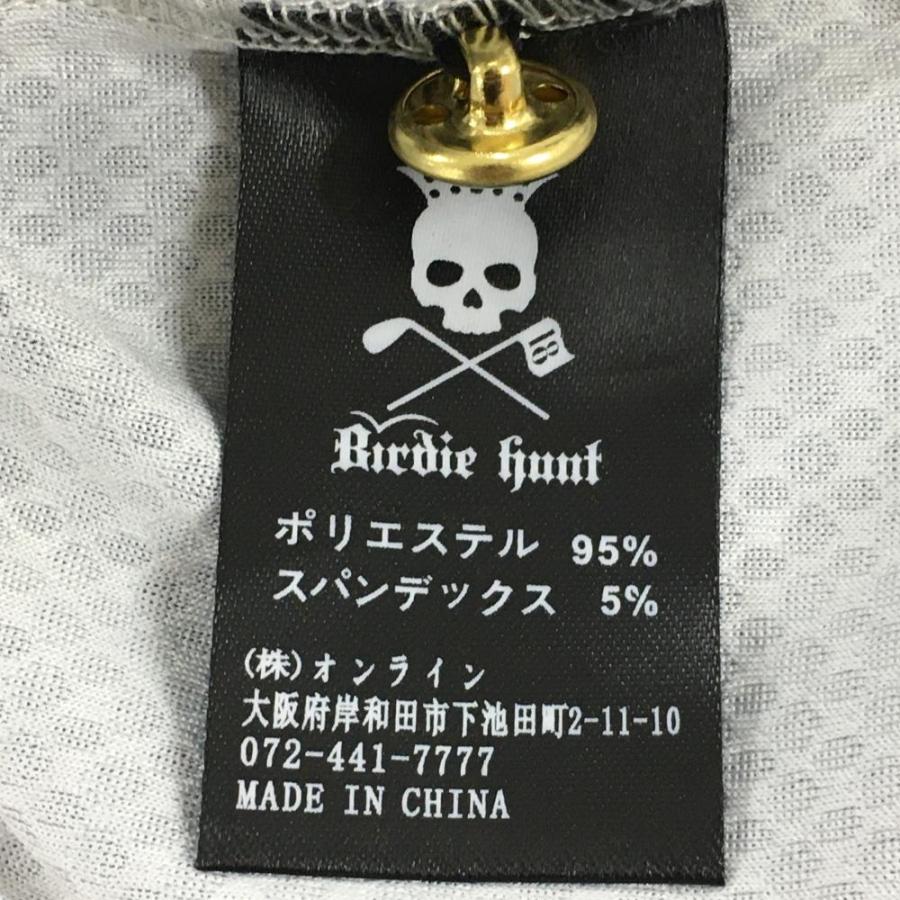 18
Birdie hunt
ポリエステル 95%
スパンデックス 5%
(株)オンライン
大阪府岸和田市下池田町2-11-10
072-441-7777
MADE IN CHINA